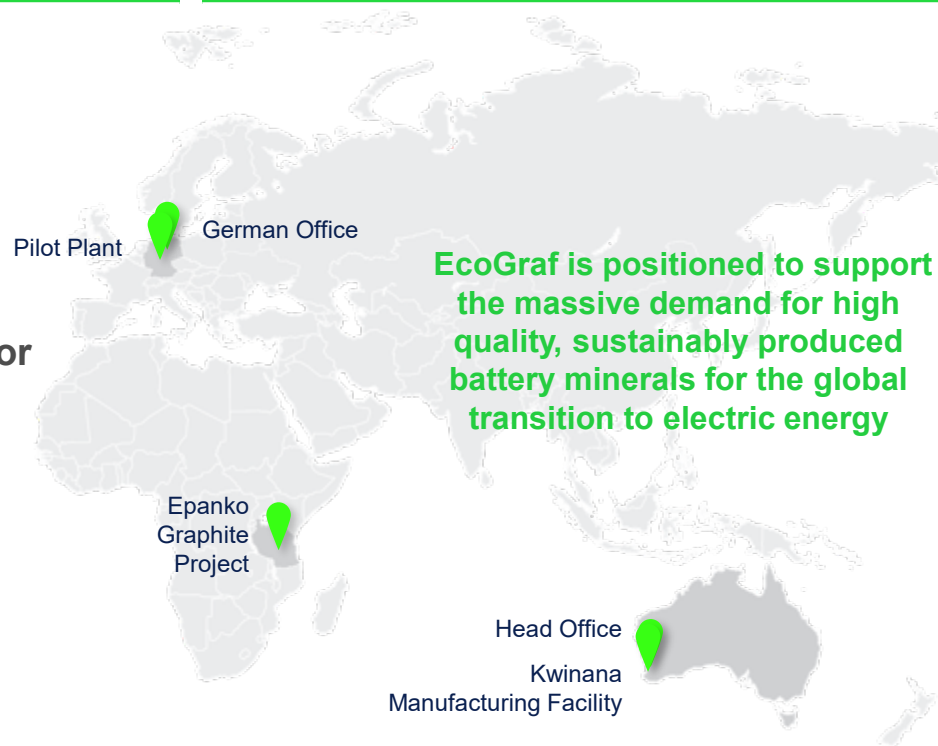 German Office
Pilot Plant
EcoGraf is positioned to support
the massive demand for high
quality, sustainably produced
battery minerals for the global
transition to electric energy
or
Epanko
Graphite
Project
Head Office
Kwinana
Manufacturing Facility